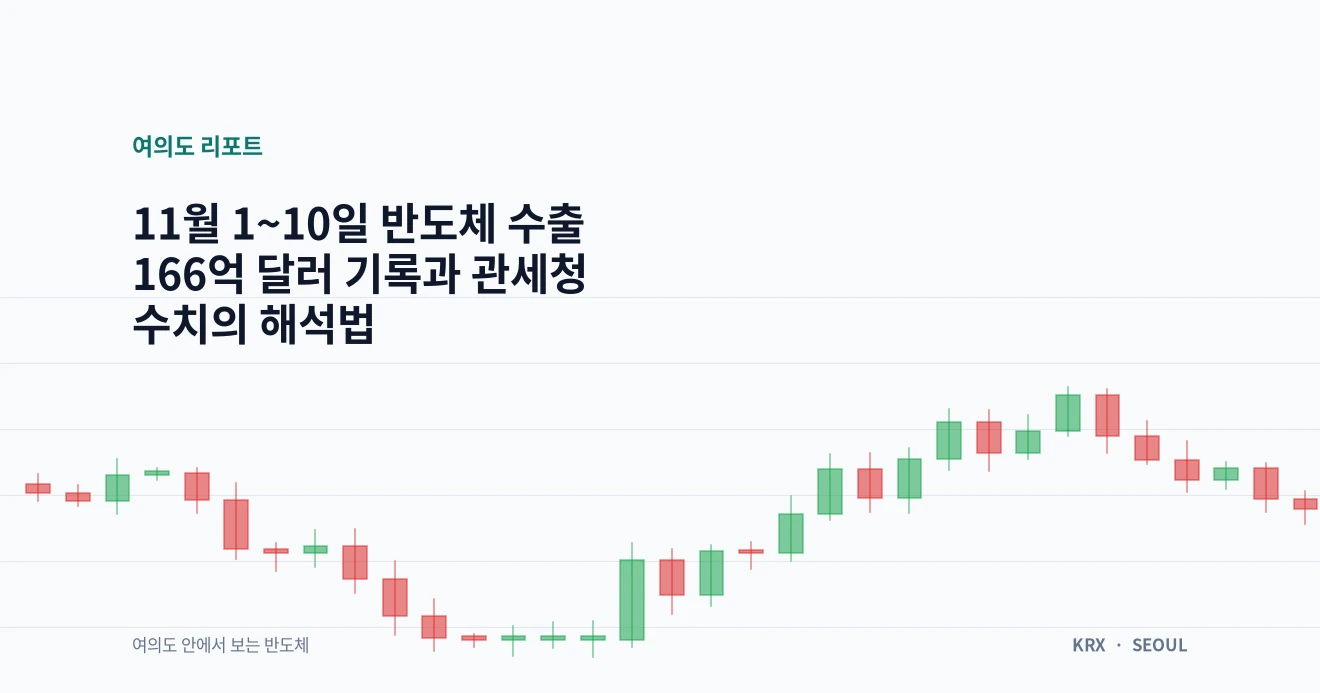 여의도 리포트
11월 1~10일 반도체 수출
166억 달러 기록과 관세청
수치의 해석법
여의도 안에서 보는 반도체
KRX · SEOUL